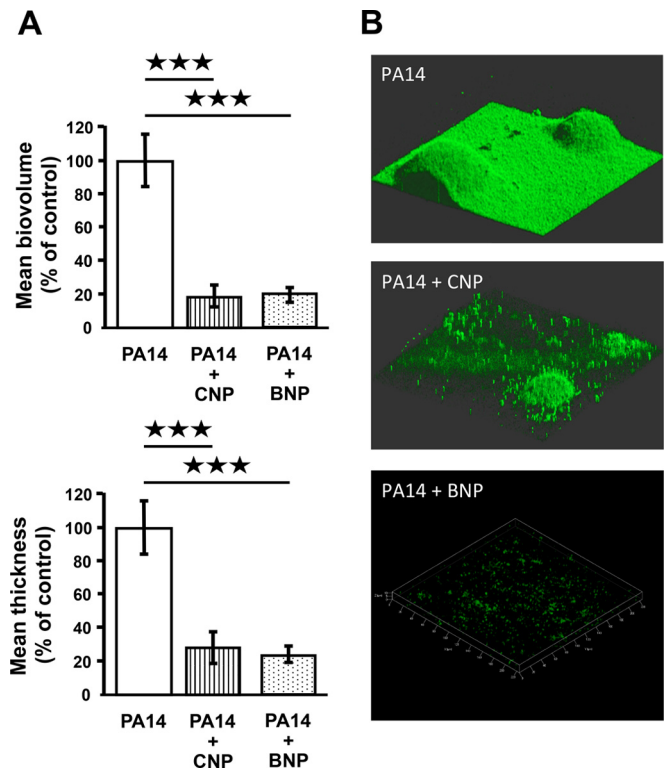 A
★★★
★★★
120
100
80
60
40
20
0
Mean biovolume
(% of control)
PA14
PA14
+
CNP
PA14
+
BNP
★★★
★★★
120
100
80
60
40
20
0
Mean thickness
(% of control)
PA14
PA14
+
CNP
PA14
+
BNP
B
PA14
PA14 + CNP
PA14 + BNP